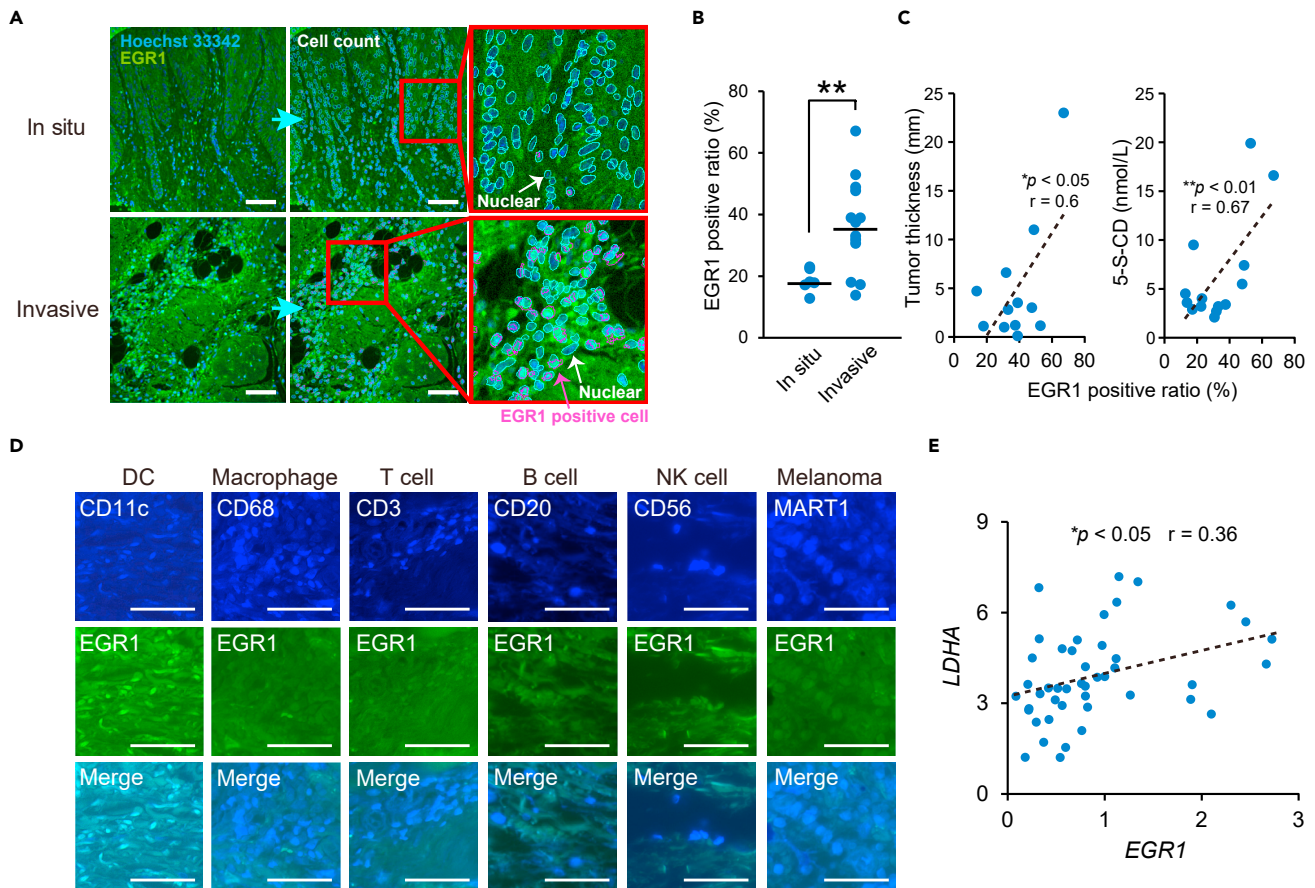 A
Hoechst 33342
EGR1
Cell count
In situ
Nuclear
Invasive
Nuclear
EGR1 positive cell
B
EGR1 positive ratio (%)
80
60
40
20
0
**
In situ
Invasive
C
Tumor thickness (mm)
25
20
15
10
5
0
*p < 0.05
r = 0.6
0 20 40 60 80
5-S-CD (nmol/L)
25
20
15
10
5
0
**p < 0.01
r = 0.67
0 20 40 60 80
EGR1 positive ratio (%)
D
DC Macrophage T cell B cell NK cell Melanoma
CD11c CD68 CD3 CD20 CD56 MART1
EGR1 EGR1 EGR1 EGR1 EGR1 EGR1
Merge Merge Merge Merge Merge Merge
E
*p < 0.05 r = 0.36
LDHA
9
6
3
0
0 1 2 3
EGR1